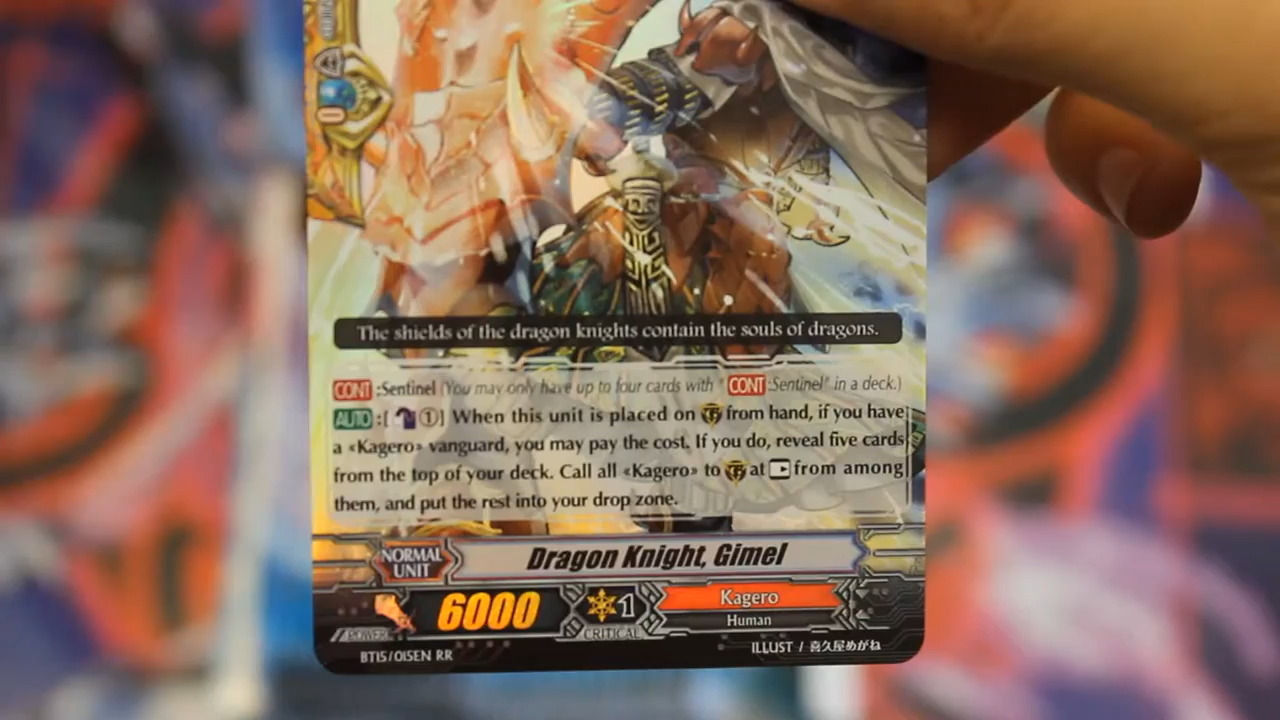 0
The shields of the dragon knights contain the souls of dragons.
CONT:Sentinel (You may only have up to four cards with "CONT:Sentinel" in a deck.)
AUTO:[ ①] When this unit is placed on from hand, if you have
a «Kagero» vanguard, you may pay the cost. If you do, reveal five cards
from the top of your deck. Call all «Kagero» to at from among
them, and put the rest into your drop zone.
NORMAL
UNIT
Dragon Knight, Gimel
POWER
6000
1
CRITICAL
Kagero
Human
BT15/015EN RR
ILLUST / 喜久屋めがね